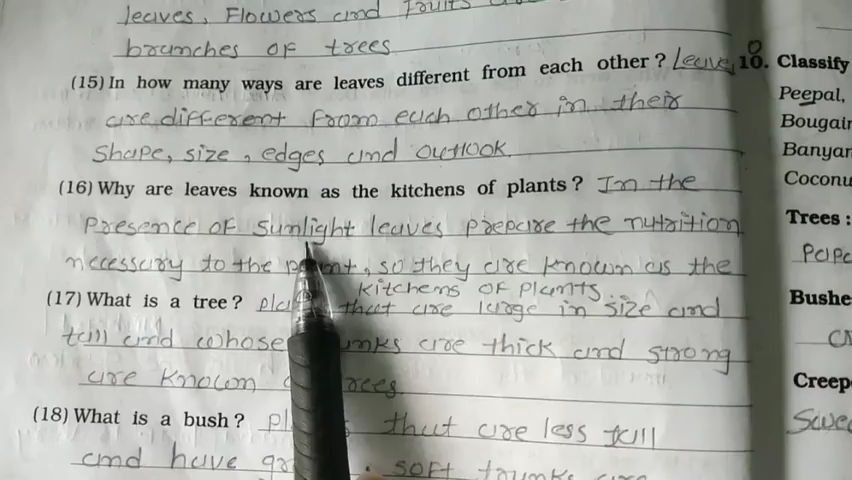 leaves, Flowers and Fruits
branches of trees
(15) In how many ways are leaves different from each other? Leaves
are different from each other in their
shape, size, edges and outlook
(16) Why are leaves known as the kitchens of plants? In the
Presence of sunlight leaves prepare the nutrition
necessary to the, so they are known as the
kitchens of plants.
(17) What is a tree? that are large in size and
tall and whose are thick and strong
are known
(18) What is a bush? that are less tall
and have soft trunks are
10. Classify
Peepal,
Bougain
Banyan
Coconu
Trees:
Bushe
Creep